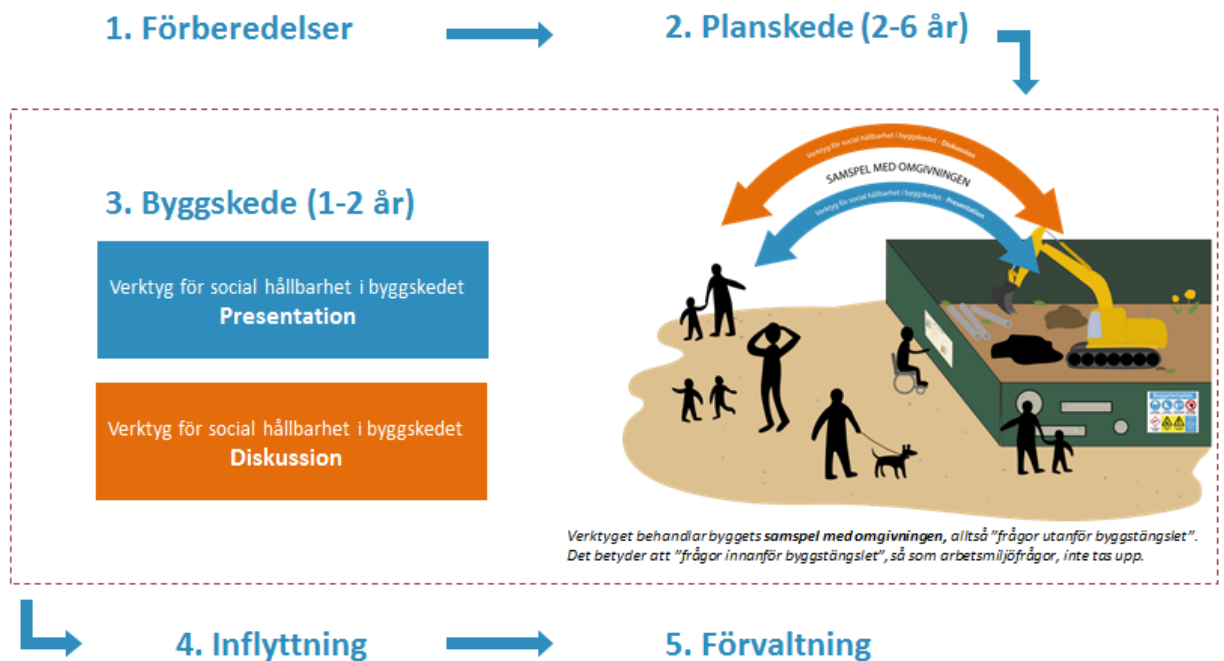 1. Förberedelser
2. Planskede (2-6 år)
3. Byggskede (1-2 år)
Verktyg för social hållbarhet i byggskedet
Presentation
Verktyg för social hållbarhet i byggskedet
Diskussion
Verktyg för social hållbarhet i byggskedet - Diskussion
SAMSPEL MED OMGIVNINGEN
Verktyg för social hållbarhet i byggskedet - Presentation
Verktyget behandlar byggets samspel med omgivningen, alltså ”frågor utanför byggstängslet”.
Det betyder att ”frågor innanför byggstängslet”, så som arbetsmiljöfrågor, inte tas upp.
4. Inflyttning
5. Förvaltning